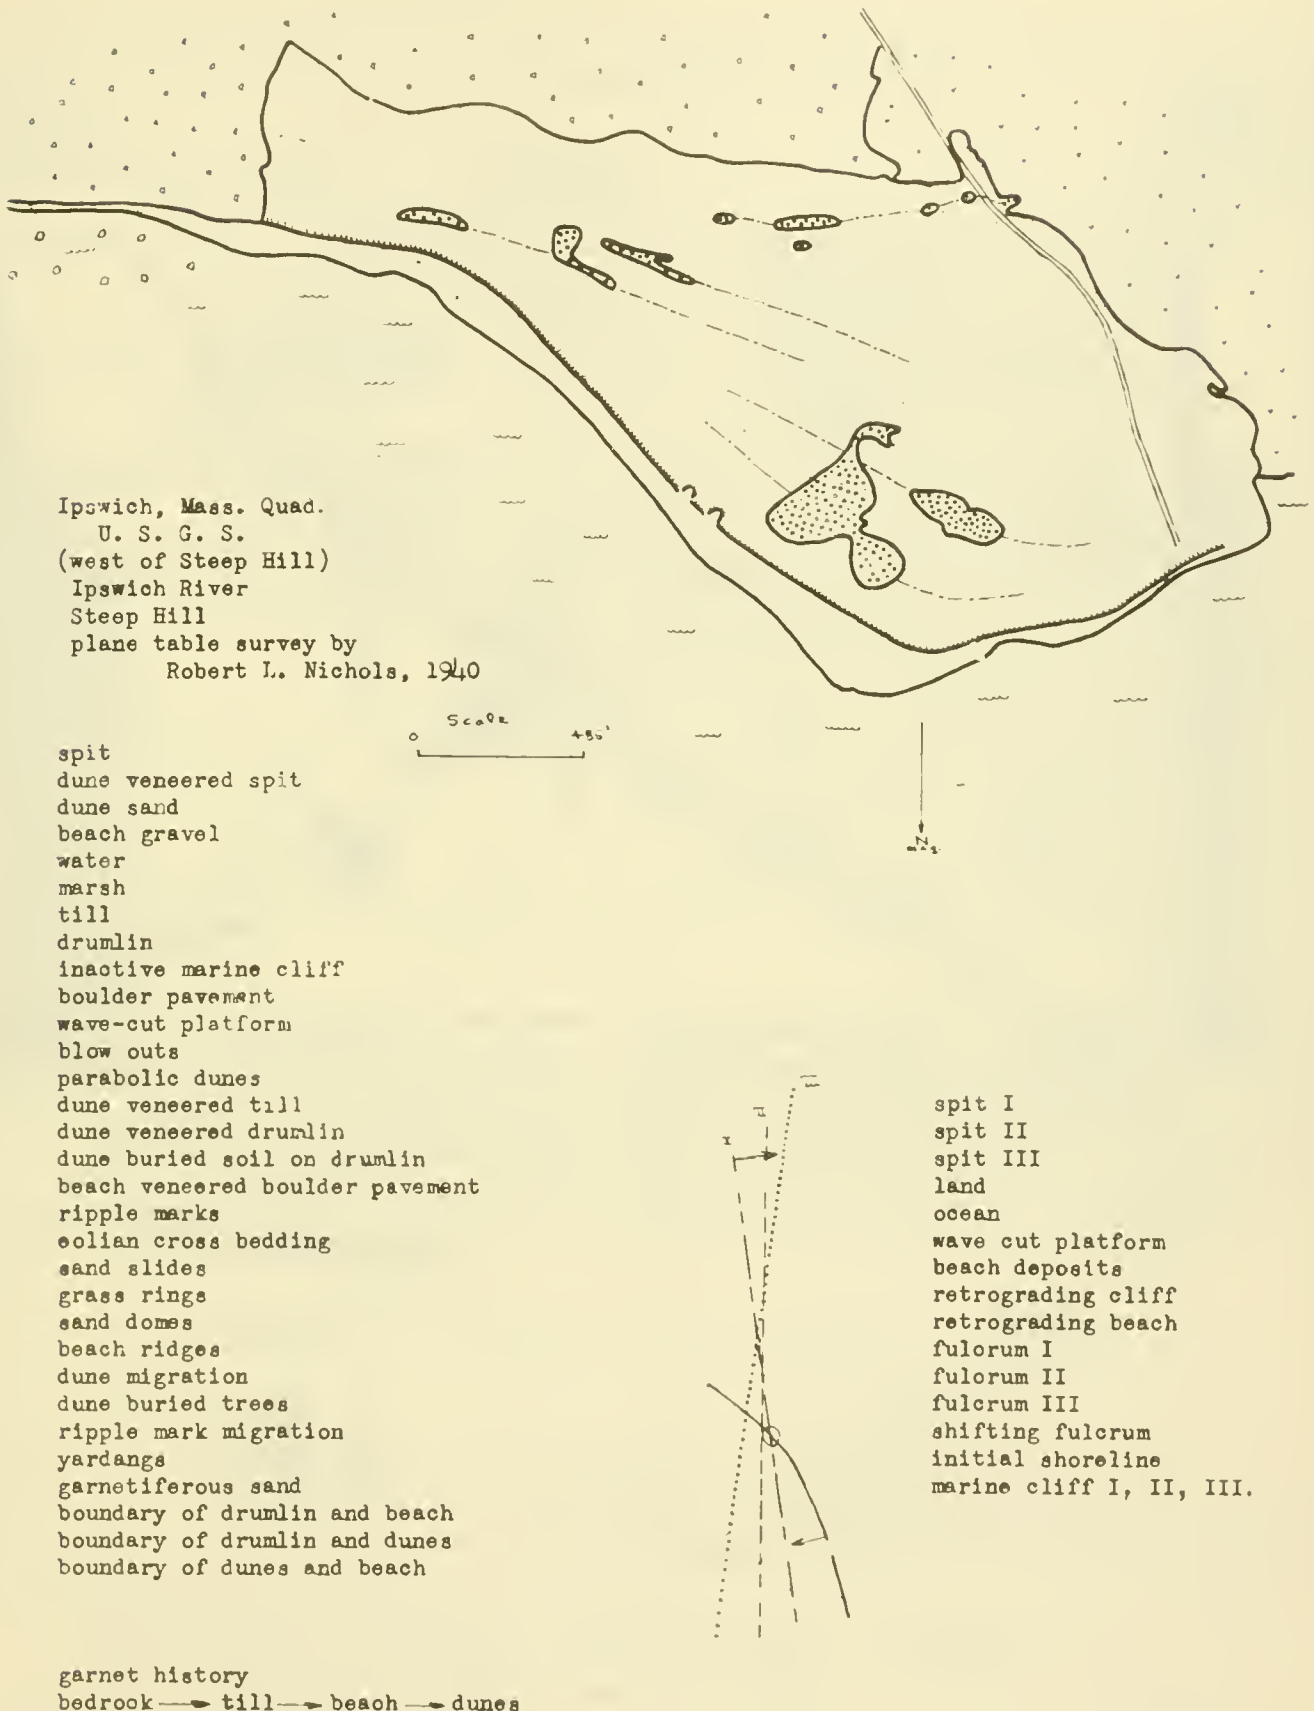 Ipswich, Mass. Quad.
U. S. G. S.
(west of Steep Hill)
Ipswich River
Steep Hill
plane table survey by
Robert L. Nichols, 1940
Scale
0
N
spit
dune veneered spit
dune sand
beach gravel
water
marsh
till
drumlin
inactive marine cliff
boulder pavement
wave-cut platform
blow outs
parabolic dunes
dune veneered till
dune veneered drumlin
dune buried soil on drumlin
beach veneered boulder pavement
ripple marks
eolian cross bedding
sand slides
grass rings
sand domes
beach ridges
dune migration
dune buried trees
ripple mark migration
yardangs
garnetiferous sand
boundary of drumlin and beach
boundary of drumlin and dunes
boundary of dunes and beach
I
II
III
spit I
spit II
spit III
land
ocean
wave cut platform
beach deposits
retrograding cliff
retrograding beach
fulcrum I
fulcrum II
fulcrum III
shifting fulcrum
initial shoreline
marine cliff I, II, III.
garnet history
bedrock → till → beach → dunes